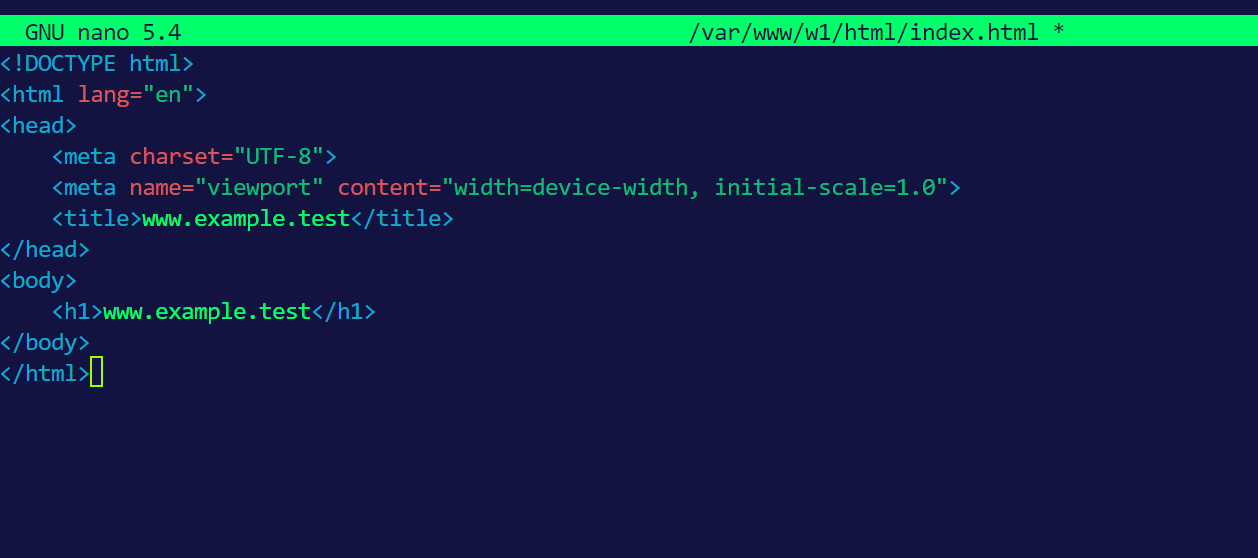 GNU nano 5.4 /var/www/w1/html/index.html *
<!DOCTYPE html>
<html lang="en">
<head>
    <meta charset="UTF-8">
    <meta name="viewport" content="width=device-width, initial-scale=1.0">
    <title>www.example.test</title>
</head>
<body>
    <h1>www.example.test</h1>
</body>
</html>